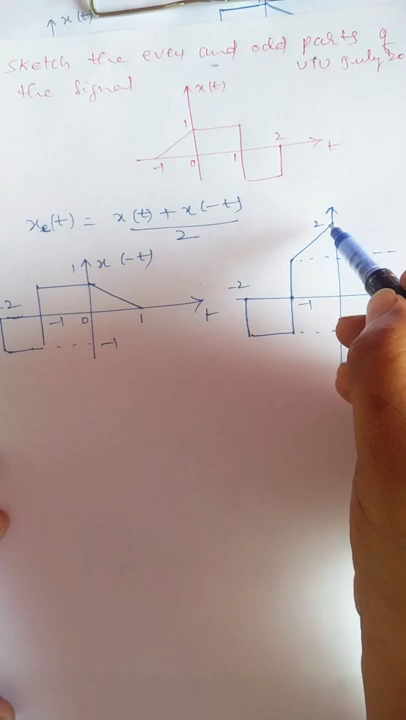 x(t)
Sketch the even and odd parts of
the signal VTU July 20
x(t)
1
-1 0 1 2 t
xe(t) = x(t) + x(-t)
2
1 x(-t)
-2 -1 0 1 t
-1
2
-2 -1